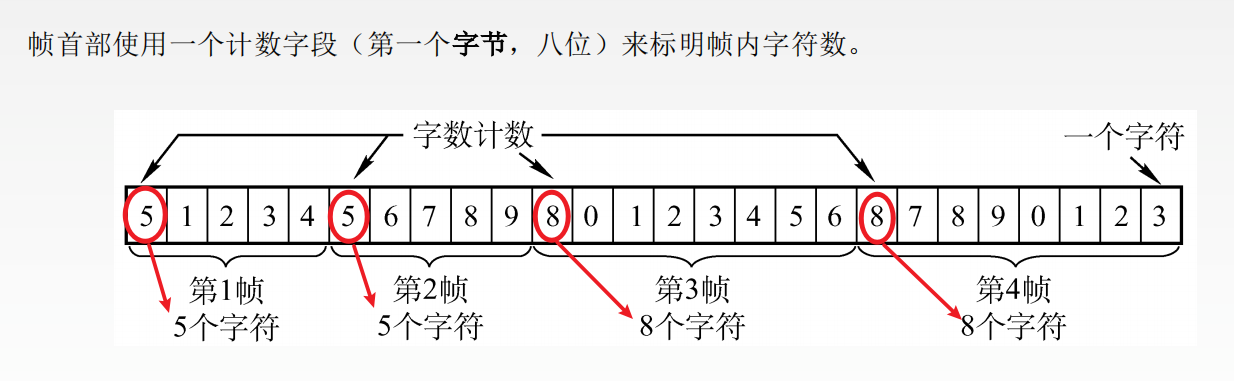 帧首部使用一个计数字段（第一个字节，八位）来标明帧内字符数。
字数计数
一个字符
5 1 2 3 4 5 6 7 8 9 8 0 1 2 3 4 5 6 8 7 8 9 0 1 2 3
第1帧 第2帧 第3帧 第4帧
5个字符 5个字符 8个字符 8个字符